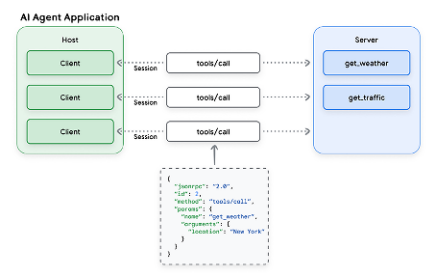 AI Agent Application
Host
Server
Client
Session
tools/call
get_weather
Client
Session
tools/call
get_traffic
Client
Session
tools/call
{
"jsonrpc": "2.0",
"id": 2,
"method": "tools/call",
"params": {
"name": "get_weather",
"arguments": {
"location": "New York"
}
}
}